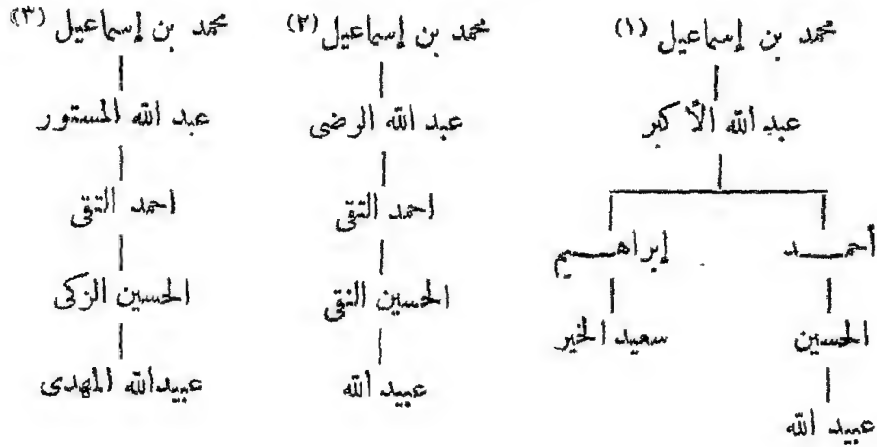 محمد بن إسماعيل (١) محمد بن إسماعيل (٢) محمد بن إسماعيل (٣)
عبد الله الأكبر عبد الله الرضى عبد الله المستور
أحمـــد إبراهـــيم احمد التقى احمد التقى
الحسين سعيد الخير الحسين النقى الحسين الزكى
عبيد الله عبيد الله عبيدالله المهدى